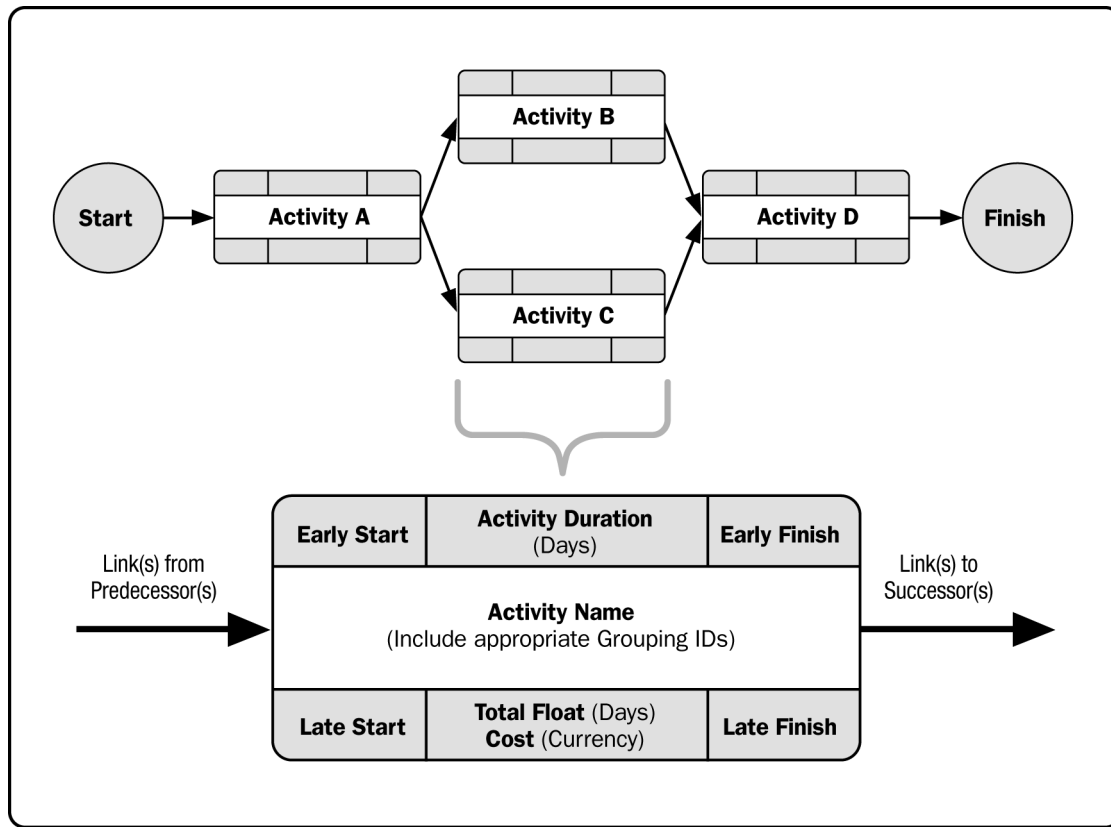 Activity B
Start
Activity A
Activity D
Finish
Activity C
Early Start
Activity Duration
(Days)
Early Finish
Link(s) from
Predecessor(s)
Activity Name
(Include appropriate Grouping IDs)
Link(s) to
Successor(s)
Late Start
Total Float (Days)
Cost (Currency)
Late Finish